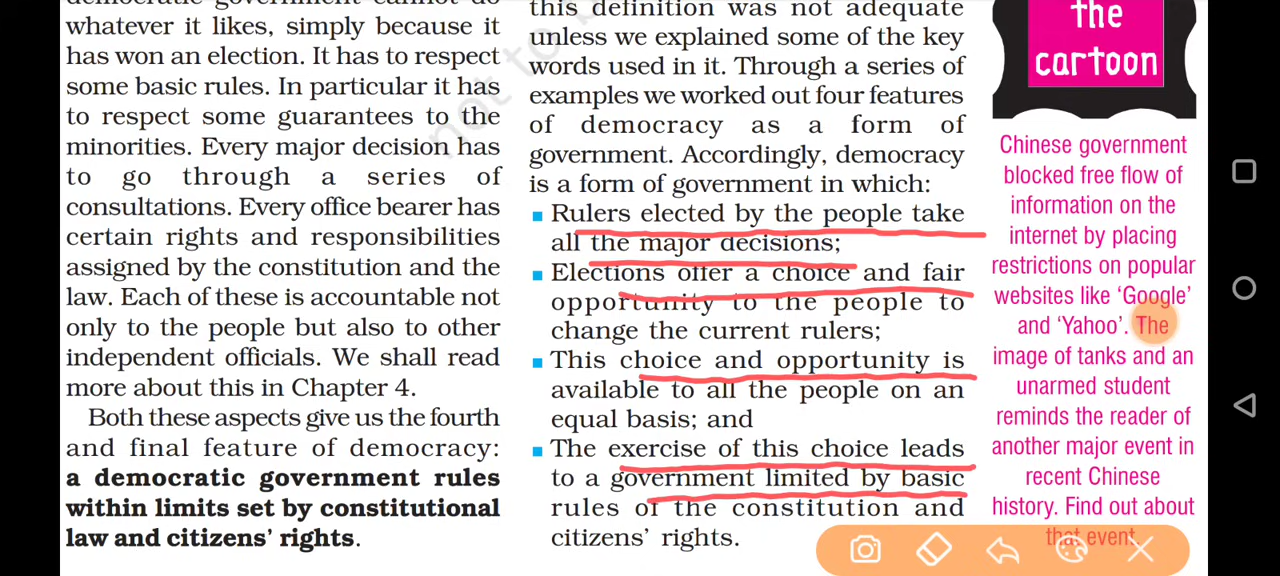 democratic government cannot do
whatever it likes, simply because it
has won an election. It has to respect
some basic rules. In particular it has
to respect some guarantees to the
minorities. Every major decision has
to go through a series of
consultations. Every office bearer has
certain rights and responsibilities
assigned by the constitution and the
law. Each of these is accountable not
only to the people but also to other
independent officials. We shall read
more about this in Chapter 4.
Both these aspects give us the fourth
and final feature of democracy:
a democratic government rules
within limits set by constitutional
law and citizens' rights.
this definition was not adequate
unless we explained some of the key
words used in it. Through a series of
examples we worked out four features
of democracy as a form of
government. Accordingly, democracy
is a form of government in which:
Rulers elected by the people take
all the major decisions;
Elections offer a choice and fair
opportunity to the people to
change the current rulers;
This choice and opportunity is
available to all the people on an
equal basis; and
The exercise of this choice leads
to a government limited by basic
rules of the constitution and
citizens' rights.
the
cartoon
Chinese government
blocked free flow of
information on the
internet by placing
restrictions on popular
websites like ‘Google’
and ‘Yahoo’. The
image of tanks and an
unarmed student
reminds the reader of
another major event in
recent Chinese
history. Find out about
that event.
not to b